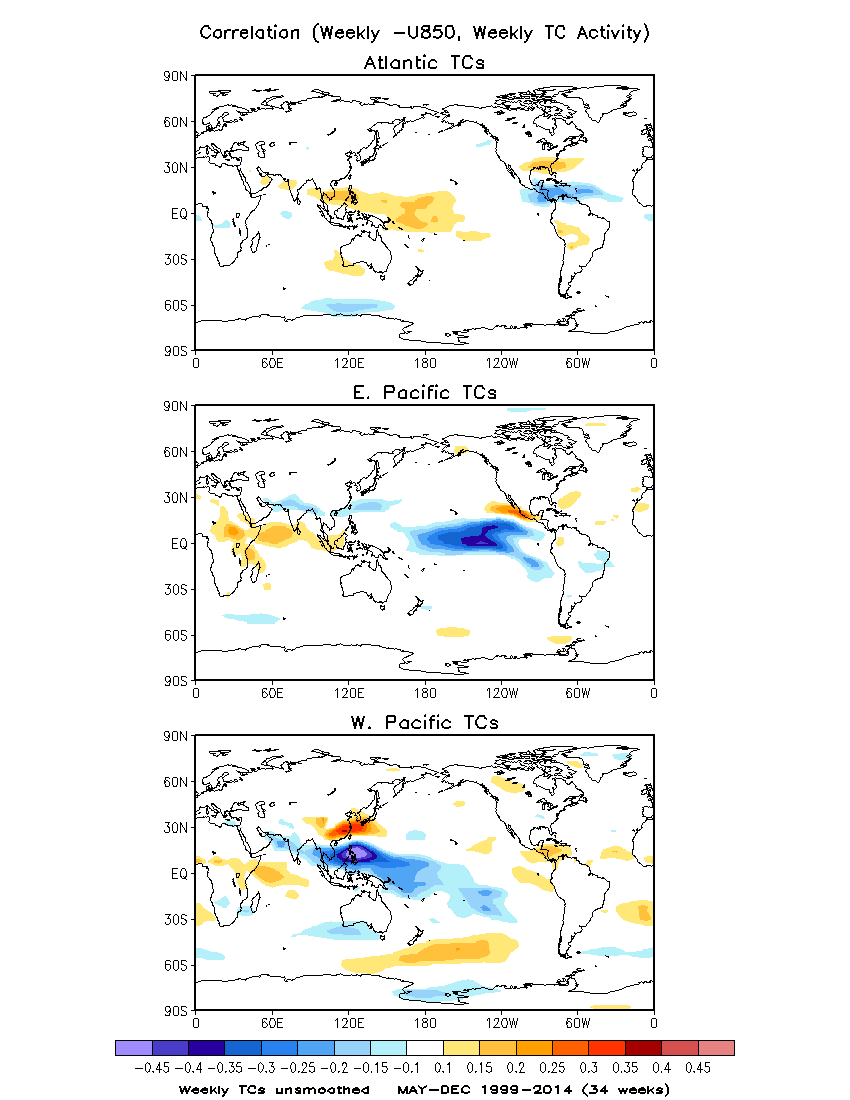 Correlation (Weekly -U850, Weekly TC Activity)
Atlantic TCs
90N
60N
30N
EQ
30S
60S
90S
0 60E 120E 180 120W 60W 0
E. Pacific TCs
90N
60N
30N
EQ
30S
60S
90S
0 60E 120E 180 120W 60W 0
W. Pacific TCs
90N
60N
30N
EQ
30S
60S
90S
0 60E 120E 180 120W 60W 0
-0.45 -0.4 -0.35 -0.3 -0.25 -0.2 -0.15 -0.1 0.1 0.15 0.2 0.25 0.3 0.35 0.4 0.45
Weekly TCs unsmoothed MAY-DEC 1999-2014 (34 weeks)